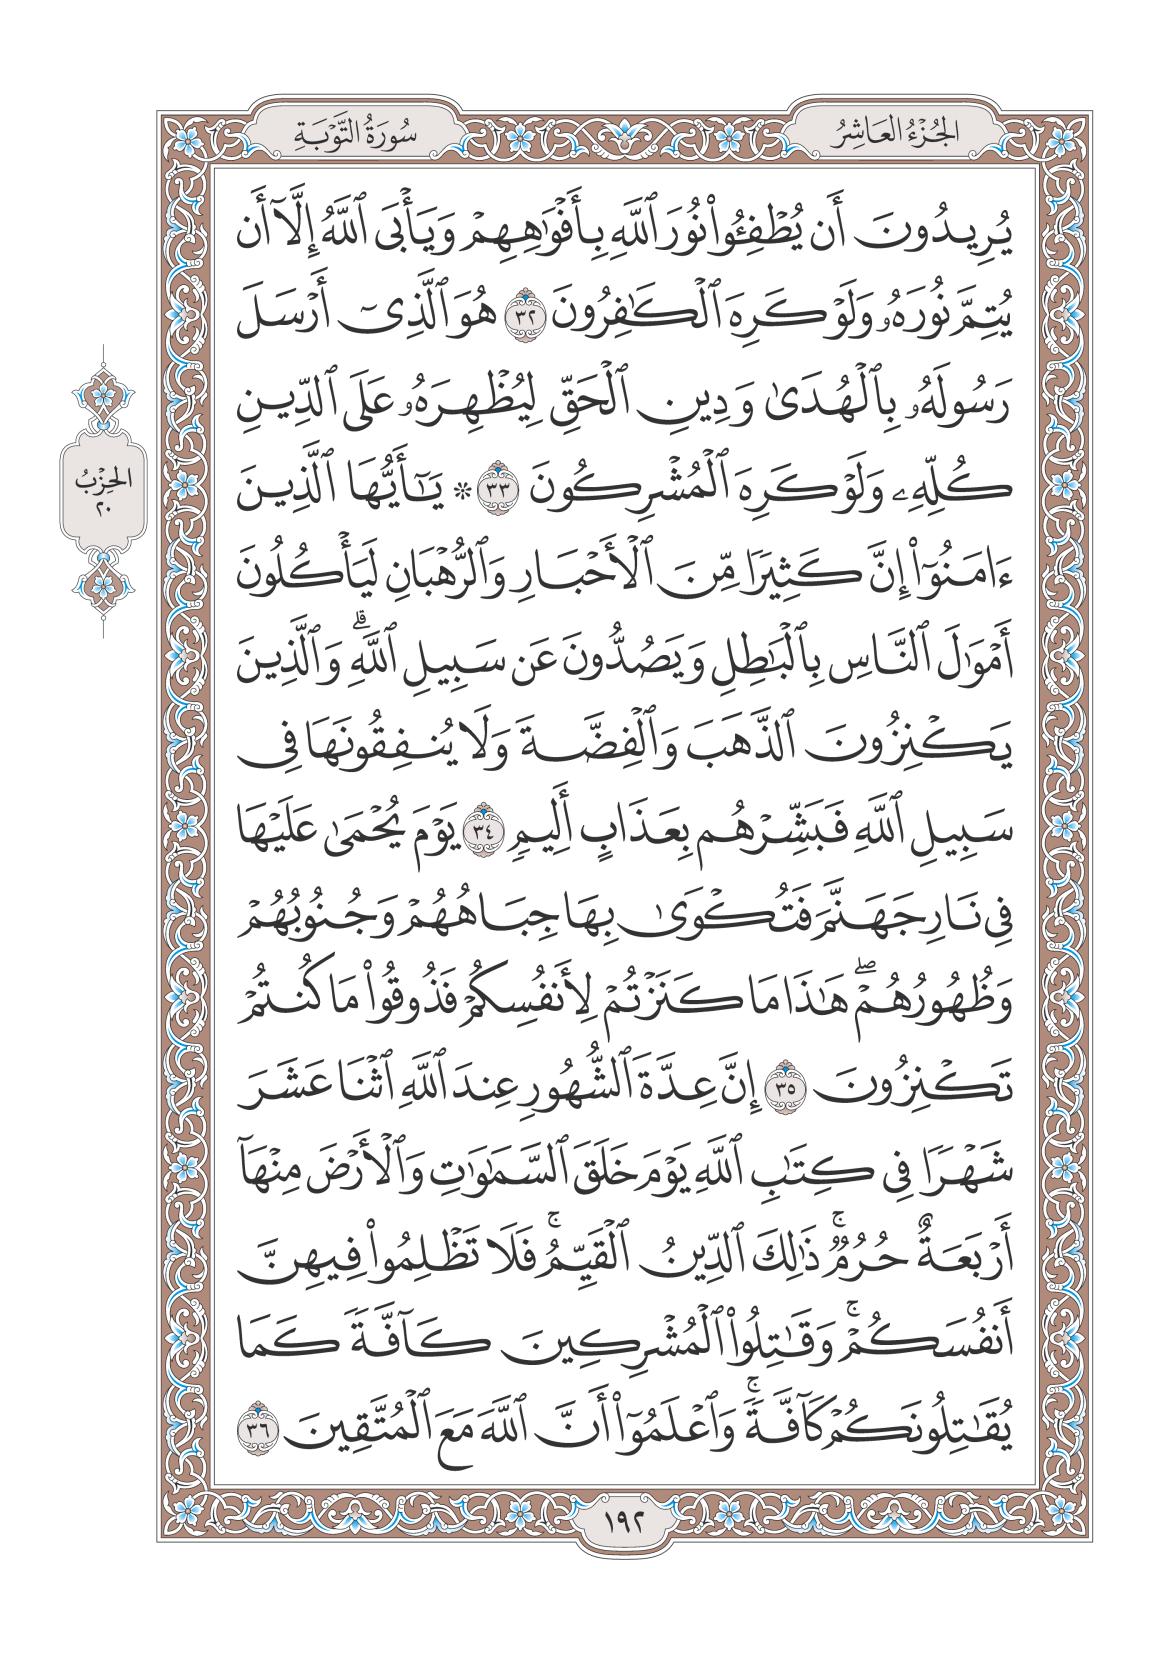 الجُزْءُ العَاشِرُ
سُورَةُ التَّوْبَةِ
يُرِيدُونَ أَن يُطْفِـُٔوا۟ نُورَ ٱللَّهِ بِأَفْوَٰهِهِمْ وَيَأْبَى ٱللَّهُ إِلَّآ أَن
يُتِمَّ نُورَهُۥ وَلَوْ كَرِهَ ٱلْكَٰفِرُونَ ٣٢ هُوَ ٱلَّذِىٓ أَرْسَلَ
رَسُولَهُۥ بِٱلْهُدَىٰ وَدِينِ ٱلْحَقِّ لِيُظْهِرَهُۥ عَلَى ٱلدِّينِ
كُلِّهِۦ وَلَوْ كَرِهَ ٱلْمُشْرِكُونَ ٣٣ * يَٰٓأَيُّهَا ٱلَّذِينَ
ءَامَنُوٓا۟ إِنَّ كَثِيرًا مِّنَ ٱلْأَحْبَارِ وَٱلرُّهْبَانِ لَيَأْكُلُونَ
أَمْوَٰلَ ٱلنَّاسِ بِٱلْبَٰطِلِ وَيَصُدُّونَ عَن سَبِيلِ ٱللَّهِ ۗ وَٱلَّذِينَ
يَكْنِزُونَ ٱلذَّهَبَ وَٱلْفِضَّةَ وَلَا يُنفِقُونَهَا فِى
سَبِيلِ ٱللَّهِ فَبَشِّرْهُم بِعَذَابٍ أَلِيمٍ ٣٤ يَوْمَ يُحْمَىٰ عَلَيْهَا
فِى نَارِ جَهَنَّمَ فَتُكْوَىٰ بِهَا جِبَاهُهُمْ وَجُنُوبُهُمْ
وَظُهُورُهُمْ ۖ هَٰذَا مَا كَنَزْتُمْ لِأَنفُسِكُمْ فَذُوقُوا۟ مَا كُنتُمْ
تَكْنِزُونَ ٣٥ إِنَّ عِدَّةَ ٱلشُّهُورِ عِندَ ٱللَّهِ ٱثْنَا عَشَرَ
شَهْرًا فِى كِتَٰبِ ٱللَّهِ يَوْمَ خَلَقَ ٱلسَّمَٰوَٰتِ وَٱلْأَرْضَ مِنْهَآ
أَرْبَعَةٌ حُرُمٌ ۚ ذَٰلِكَ ٱلدِّينُ ٱلْقَيِّمُ ۚ فَلَا تَظْلِمُوا۟ فِيهِنَّ
أَنفُسَكُمْ ۚ وَقَٰتِلُوا۟ ٱلْمُشْرِكِينَ كَآفَّةً كَمَا
يُقَٰتِلُونَكُمْ كَآفَّةً ۚ وَٱعْلَمُوٓا۟ أَنَّ ٱللَّهَ مَعَ ٱلْمُتَّقِينَ ٣٦
الحِزْبُ
٢٠
١٩٢